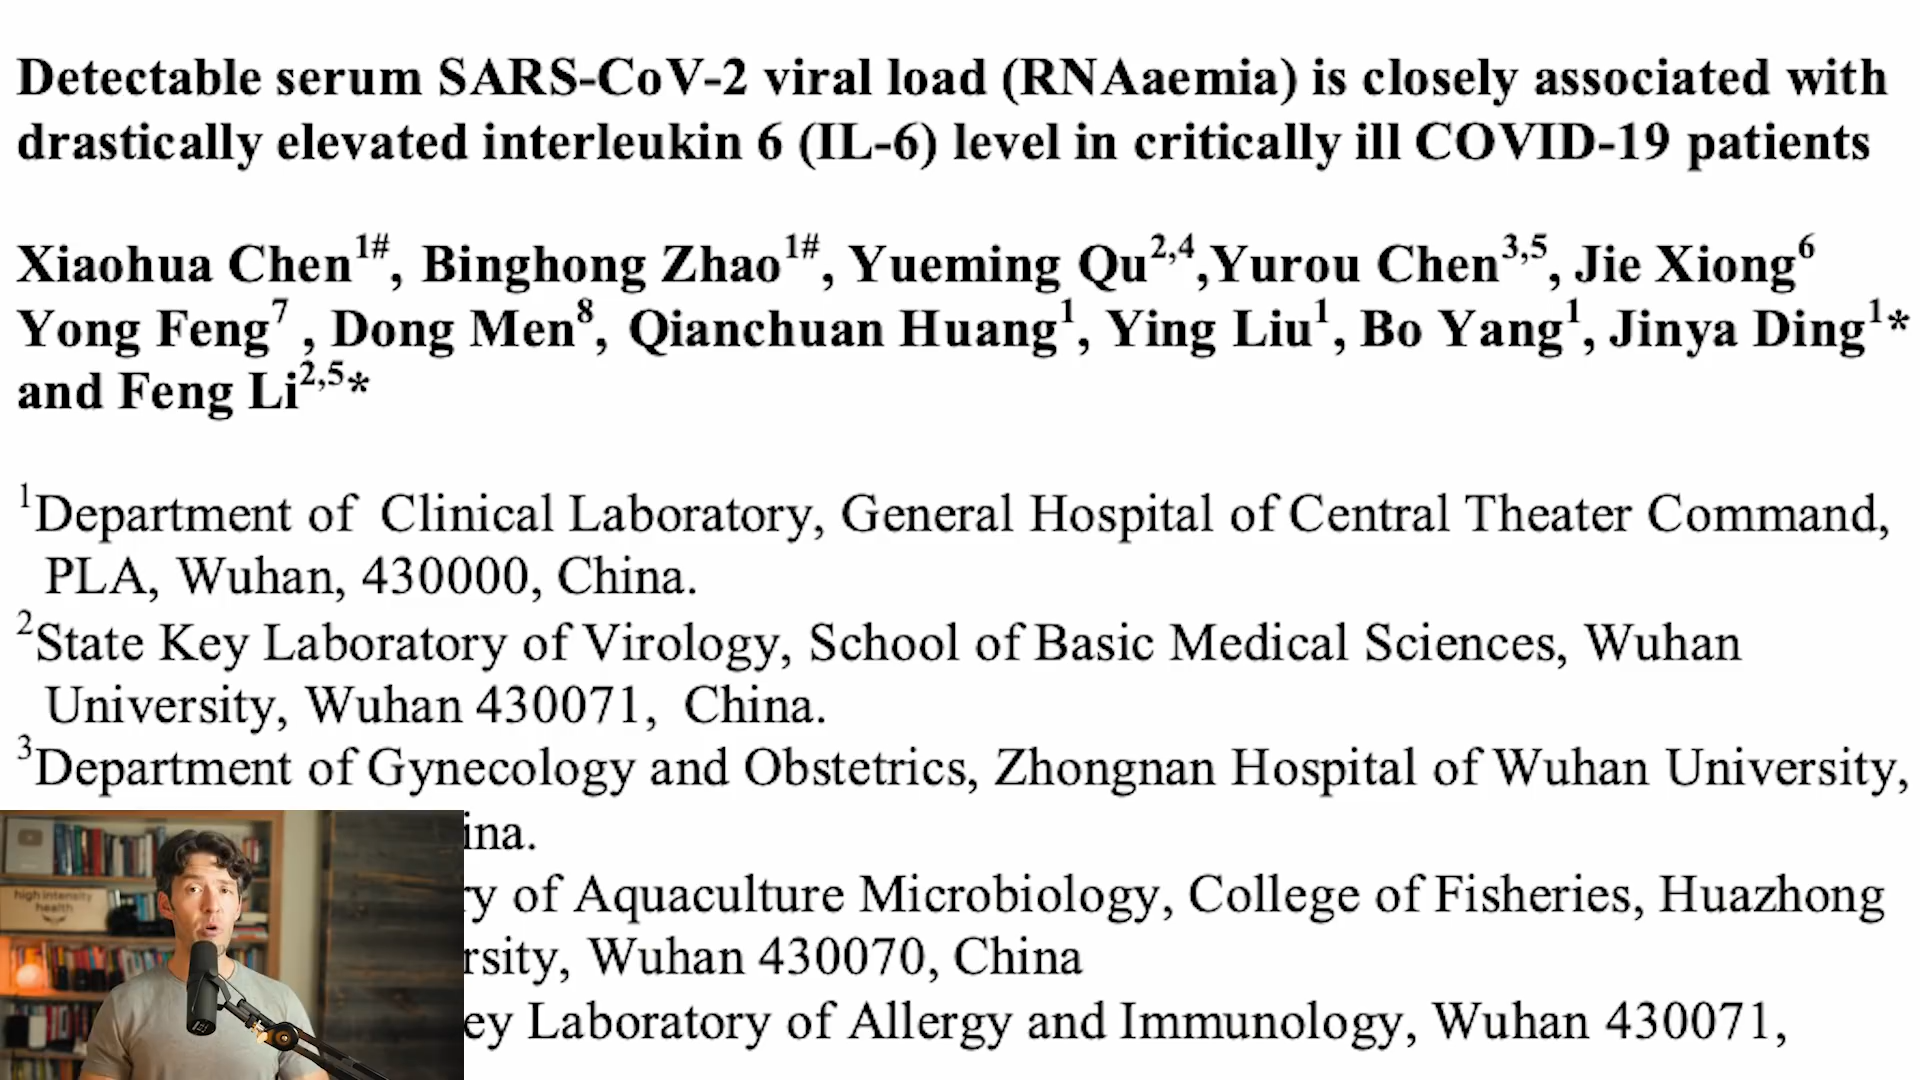 Detectable serum SARS-CoV-2 viral load (RNAaemia) is closely associated with
drastically elevated interleukin 6 (IL-6) level in critically ill COVID-19 patients
Xiaohua Chen1#, Binghong Zhao1#, Yueming Qu2,4,Yurou Chen3,5, Jie Xiong6
Yong Feng7 , Dong Men8, Qianchuan Huang1, Ying Liu1, Bo Yang1, Jinya Ding1*
and Feng Li2,5*
1Department of Clinical Laboratory, General Hospital of Central Theater Command,
PLA, Wuhan, 430000, China.
2State Key Laboratory of Virology, School of Basic Medical Sciences, Wuhan
University, Wuhan 430071, China.
3Department of Gynecology and Obstetrics, Zhongnan Hospital of Wuhan University,
ina.
ry of Aquaculture Microbiology, College of Fisheries, Huazhong
rsity, Wuhan 430070, China
ey Laboratory of Allergy and Immunology, Wuhan 430071,
high intensity
health